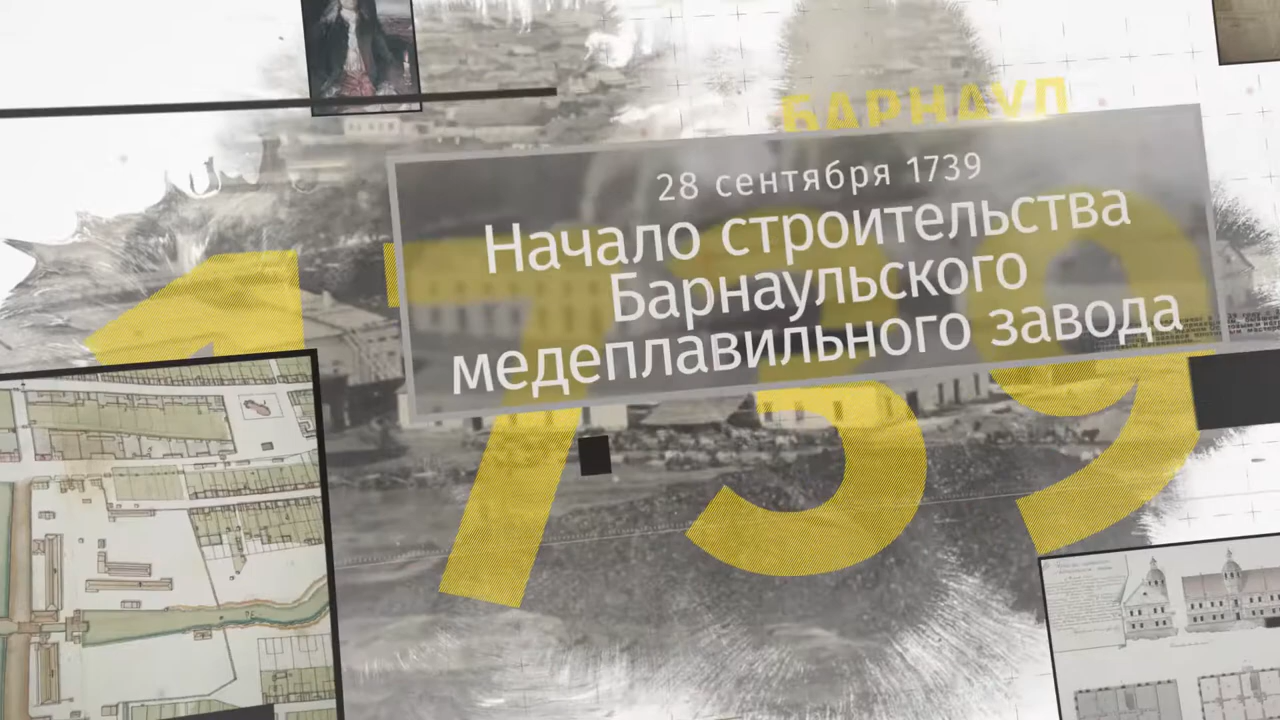 БАРНАУЛ
28 сентября 1739
Начало строительства
Барнаульского
медеплавильного завода
1739